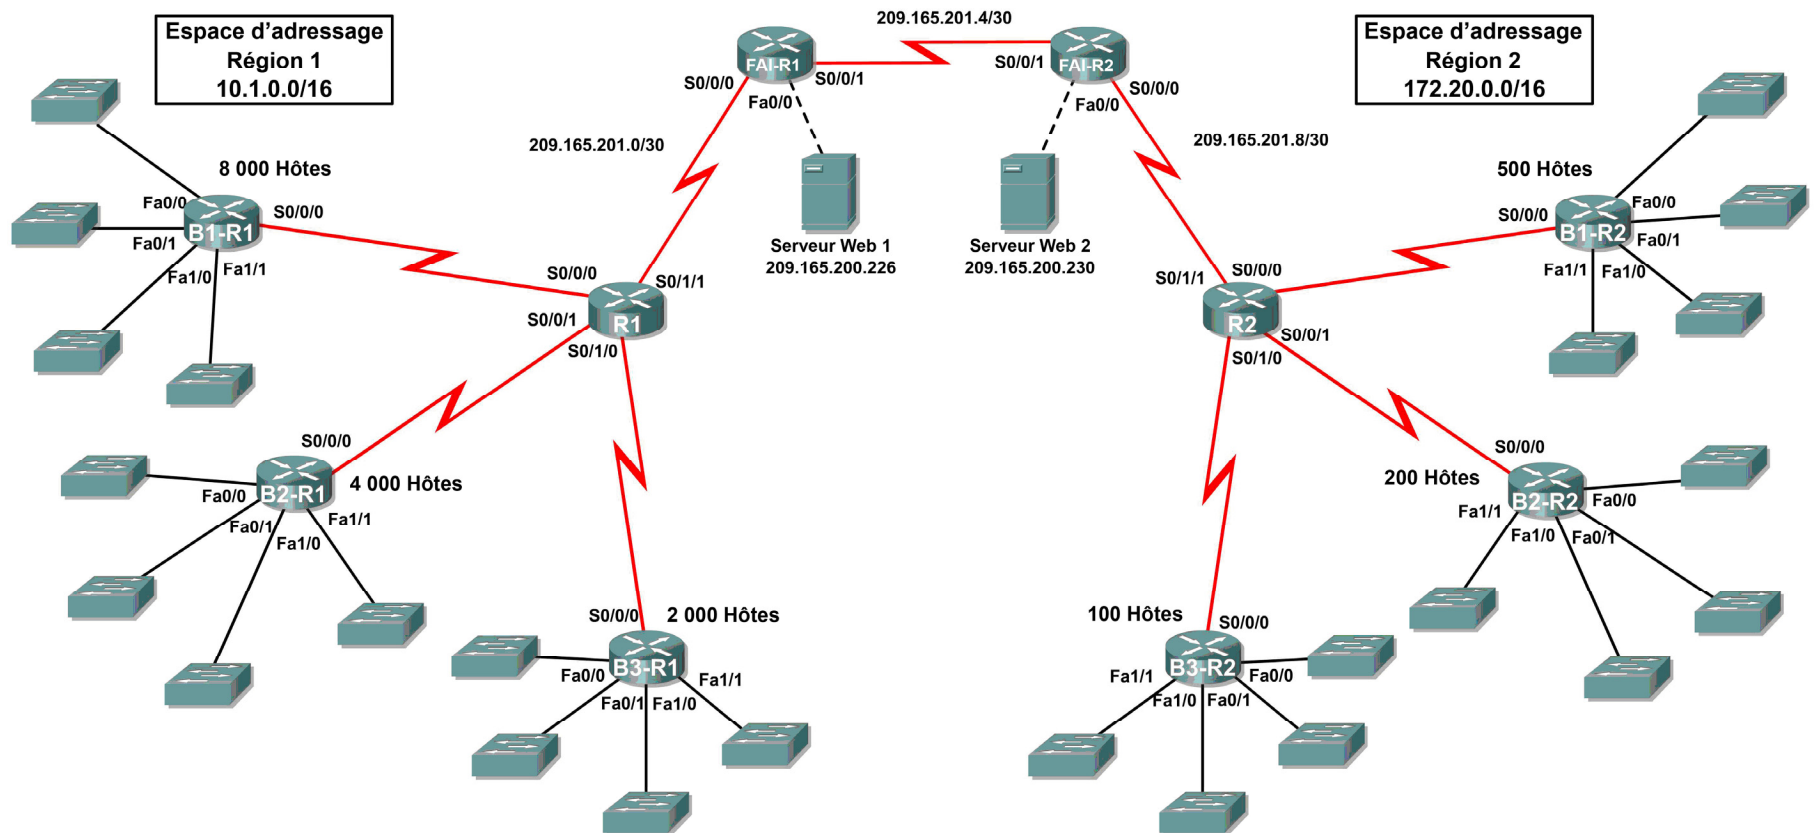 Espace d’adressage
Région 1
10.1.0.0/16
209.165.201.4/30
Espace d’adressage
Région 2
172.20.0.0/16
FAI-R1
S0/0/0
S0/0/1
Fa0/0
FAI-R2
S0/0/1
S0/0/0
Fa0/0
209.165.201.0/30
209.165.201.8/30
Serveur Web 1
209.165.200.226
Serveur Web 2
209.165.200.230
8 000 Hôtes
Fa0/0
S0/0/0
B1-R1
Fa0/1
Fa1/0
Fa1/1
S0/0/0
S0/1/1
S0/0/1
R1
S0/1/0
S0/0/0
4 000 Hôtes
B2-R1
Fa0/0
Fa0/1
Fa1/1
Fa1/0
S0/0/0
2 000 Hôtes
B3-R1
Fa0/0
Fa1/1
Fa0/1
Fa1/0
500 Hôtes
Fa0/0
S0/0/0
B1-R2
Fa0/1
Fa1/1
Fa1/0
S0/0/0
S0/1/1
R2
S0/0/1
S0/1/0
S0/0/0
200 Hôtes
B2-R2
Fa0/0
Fa1/1
Fa1/0
Fa0/1
100 Hôtes
S0/0/0
B3-R2
Fa1/1
Fa0/0
Fa1/0
Fa0/1